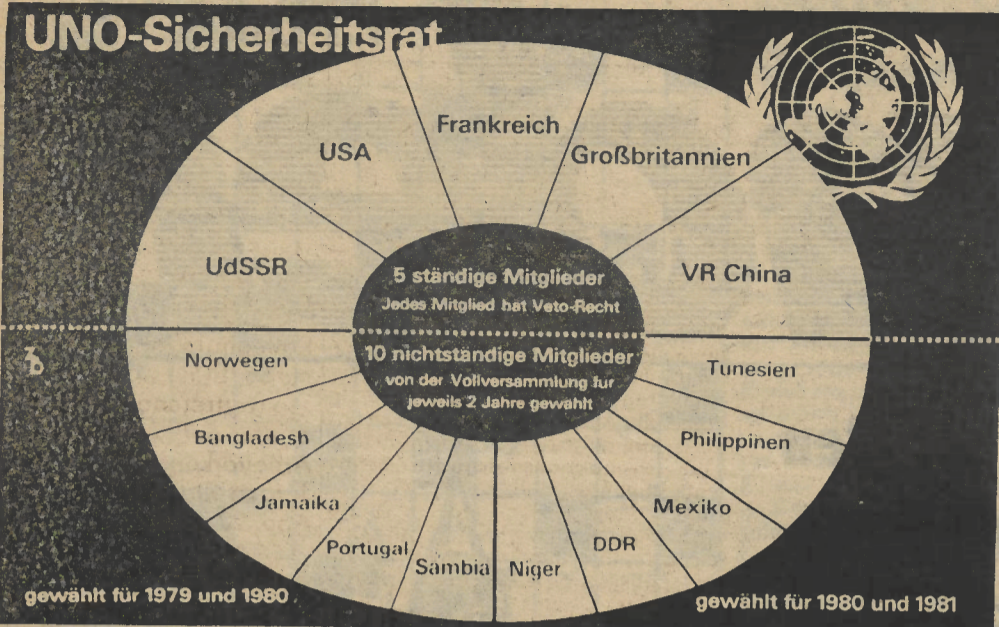 UNO-Sicherheitsrat
Frankreich
USA
Großbritannien
UdSSR
VR China
5 ständige Mitglieder
Jedes Mitglied hat Veto-Recht
10 nichtständige Mitglieder
von der Vollversammlung für
jeweils 2 Jahre gewählt
Norwegen
Tunesien
Bangladesh
Philippinen
Jamaika
Mexiko
Portugal
DDR
Sambia
Niger
gewählt für 1979 und 1980
gewählt für 1980 und 1981